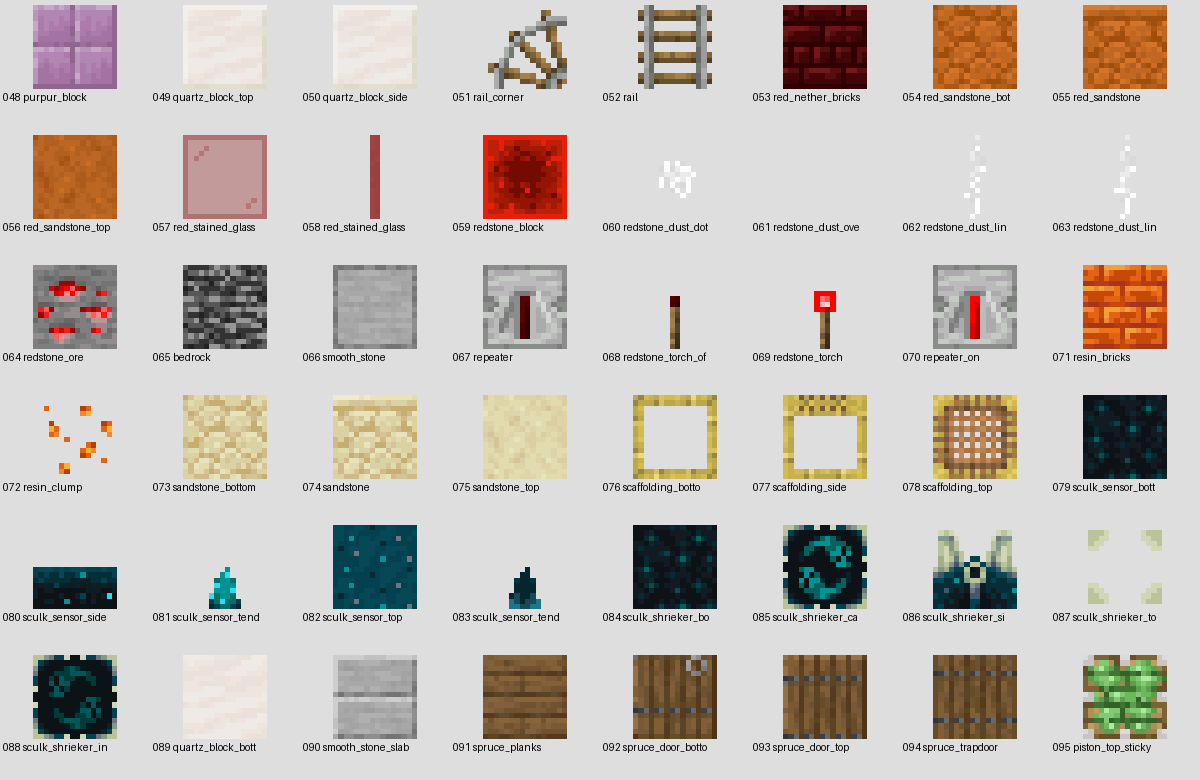 048 purpur_block 049 quartz_block_top 050 quartz_block_side 051 rail_corner 052 rail 053 red_nether_bricks 054 red_sandstone_bot 055 red_sandstone
056 red_sandstone_top 057 red_stained_glass 058 red_stained_glass 059 redstone_block 060 redstone_dust_dot 061 redstone_dust_ove 062 redstone_dust_lin 063 redstone_dust_lin
064 redstone_ore 065 bedrock 066 smooth_stone 067 repeater 068 redstone_torch_of 069 redstone_torch 070 repeater_on 071 resin_bricks
072 resin_clump 073 sandstone_bottom 074 sandstone 075 sandstone_top 076 scaffolding_botto 077 scaffolding_side 078 scaffolding_top 079 sculk_sensor_bott
080 sculk_sensor_side 081 sculk_sensor_tend 082 sculk_sensor_top 083 sculk_sensor_tend 084 sculk_shrieker_bo 085 sculk_shrieker_ca 086 sculk_shrieker_si 087 sculk_shrieker_to
088 sculk_shrieker_in 089 quartz_block_bott 090 smooth_stone_slab 091 spruce_planks 092 spruce_door_botto 093 spruce_door_top 094 spruce_trapdoor 095 piston_top_sticky